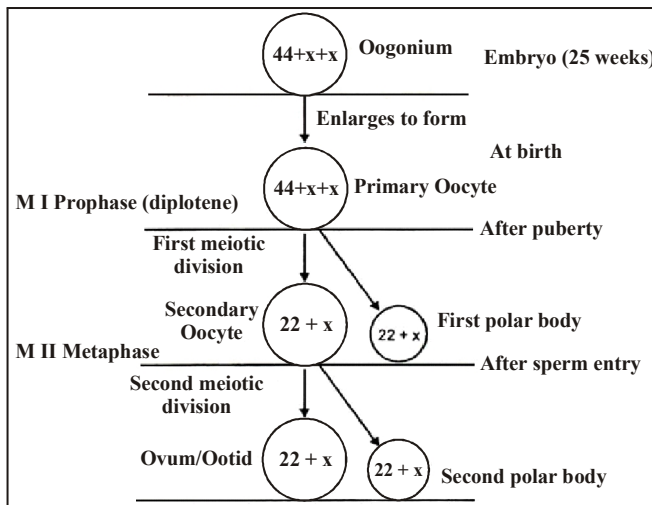 44+x+x
Oogonium
Embryo (25 weeks)
Enlarges to form
At birth
44+x+x
Primary Oocyte
M I Prophase (diplotene)
After puberty
First meiotic
division
Secondary
Oocyte
22 + x
22 + x
First polar body
M II Metaphase
After sperm entry
Second meiotic
division
Ovum/Ootid
22 + x
22 + x
Second polar body